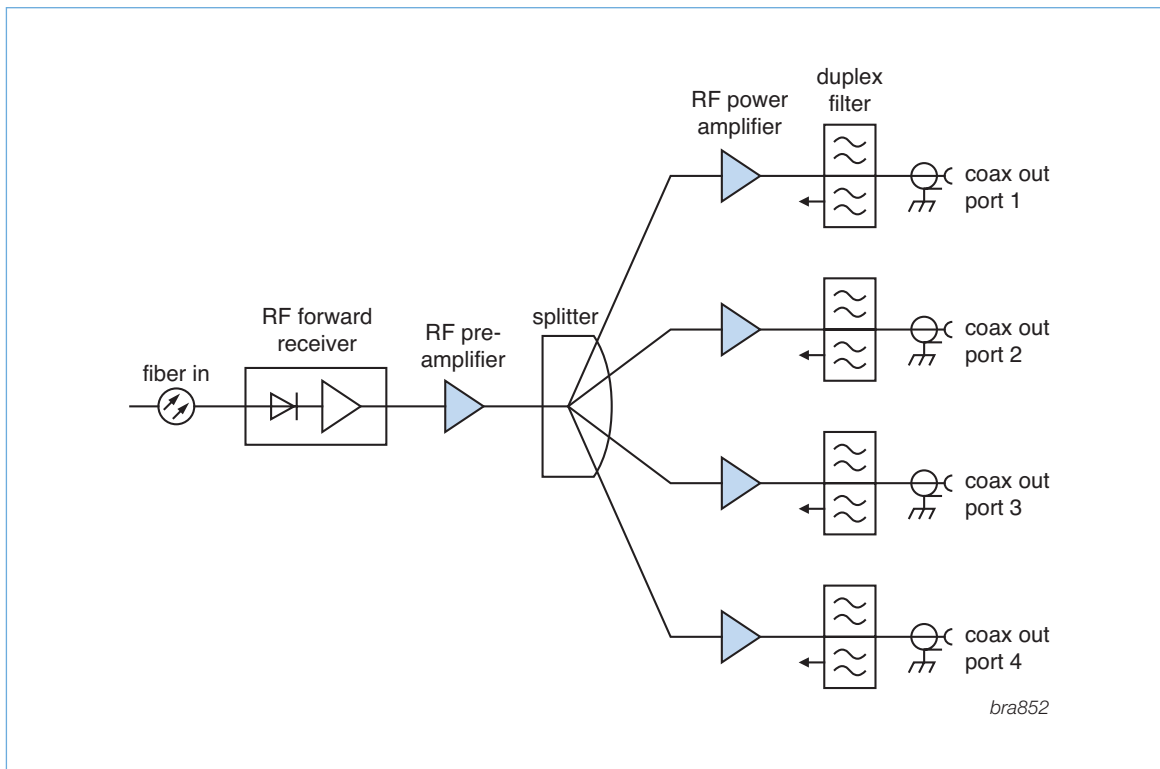 fiber in
RF forward
receiver
RF pre-
amplifier
splitter
RF power
amplifier
duplex
filter
coax out
port 1
coax out
port 2
coax out
port 3
coax out
port 4
bra852